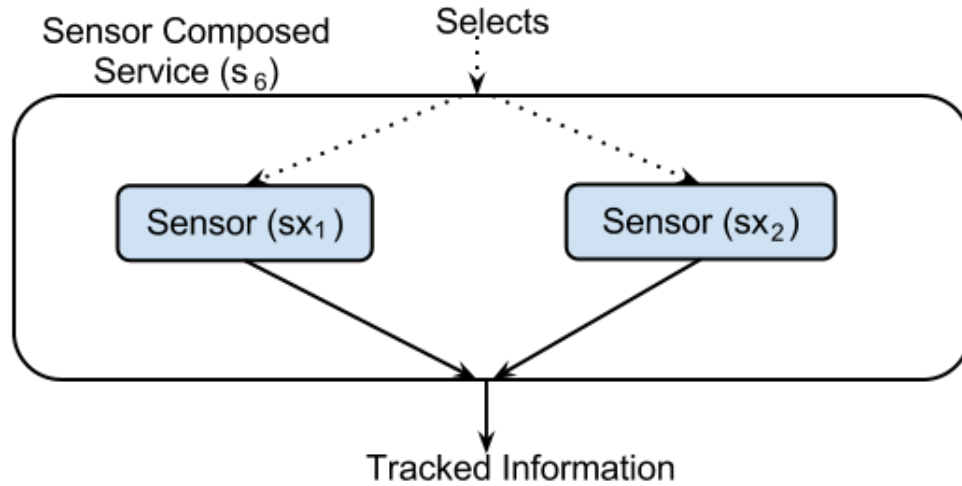 Selects
Sensor Composed
Service (s₆)
Sensor (sx₁)
Sensor (sx₂)
Tracked Information